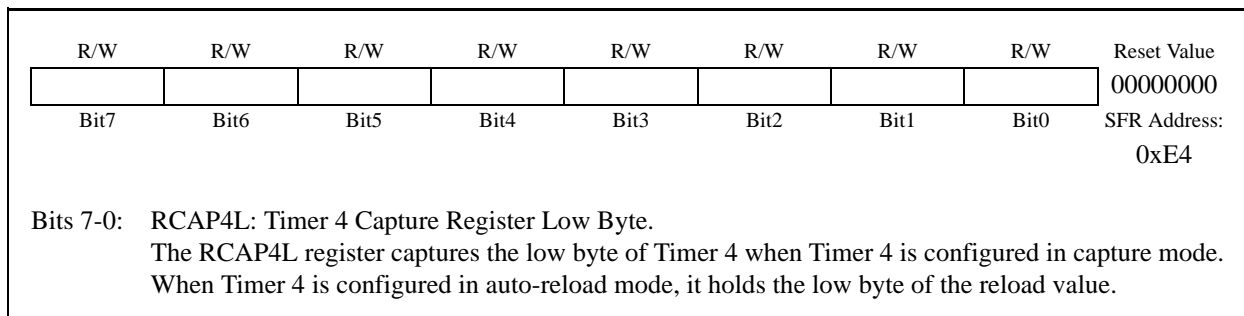 R/W R/W R/W R/W R/W R/W R/W R/W Reset Value
00000000
Bit7 Bit6 Bit5 Bit4 Bit3 Bit2 Bit1 Bit0 SFR Address:
0xE4
Bits 7-0: RCAP4L: Timer 4 Capture Register Low Byte.
The RCAP4L register captures the low byte of Timer 4 when Timer 4 is configured in capture mode.
When Timer 4 is configured in auto-reload mode, it holds the low byte of the reload value.